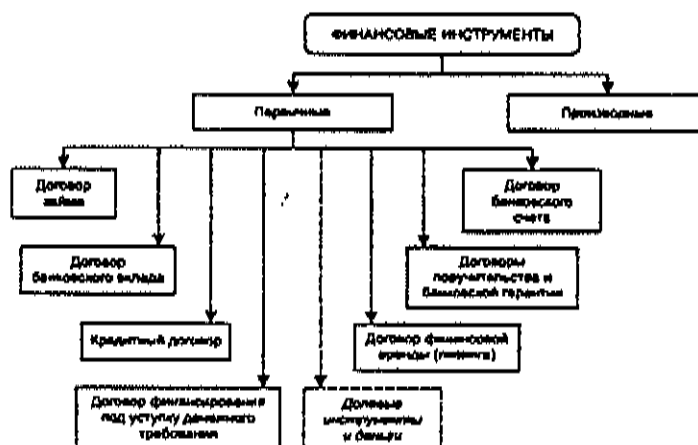 ФИНАНСОВЫЕ ИНСТРУМЕНТЫ
Первичные
Производные
Договор
займа
Договор
банковского
счета
Договор
банковского вклада
Договоры
поручительства и
банковской гарантии
Кредитный договор
Договор финансовой
аренды (лизинга)
Договор финансирования
под уступку денежного
требования
Долевые
инструменты
и деньги